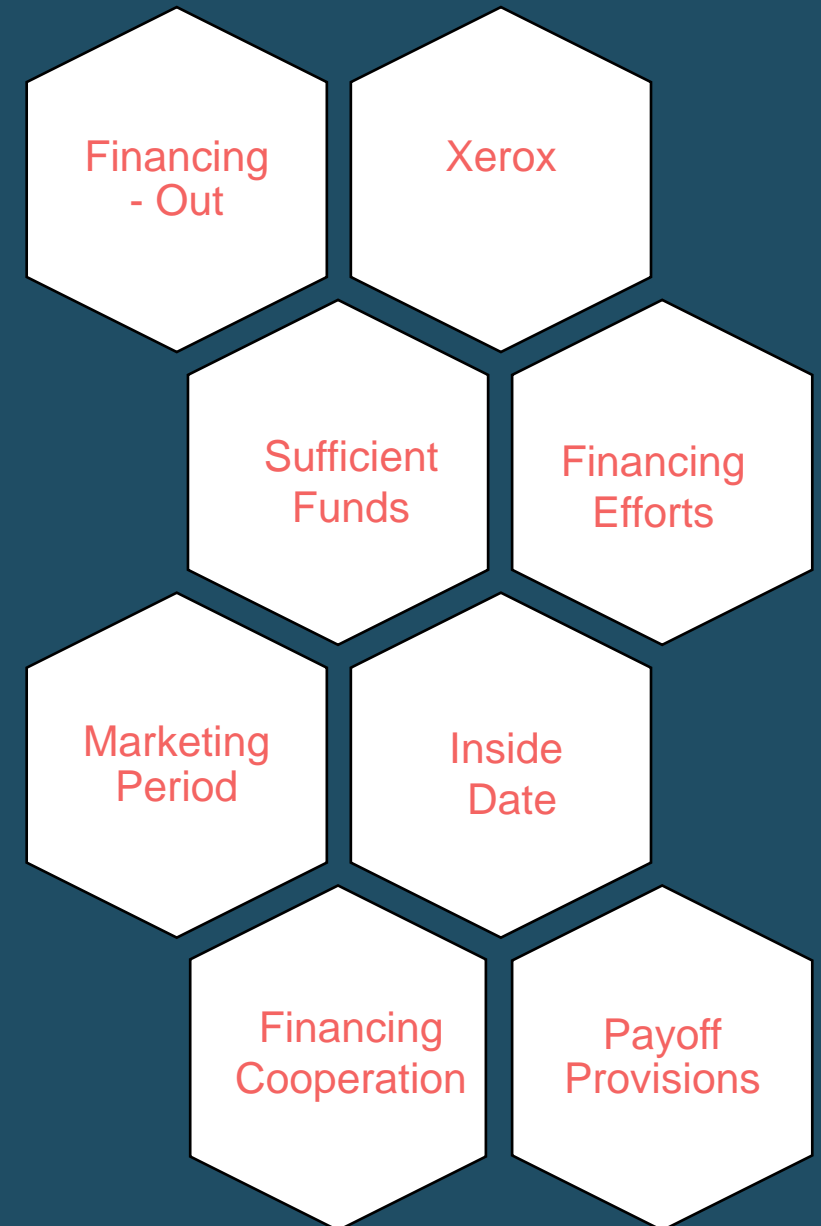 Financing
- Out
Xerox
Sufficient
Funds
Financing
Efforts
Marketing
Period
Inside
Date
Financing
Cooperation
Payoff
Provisions